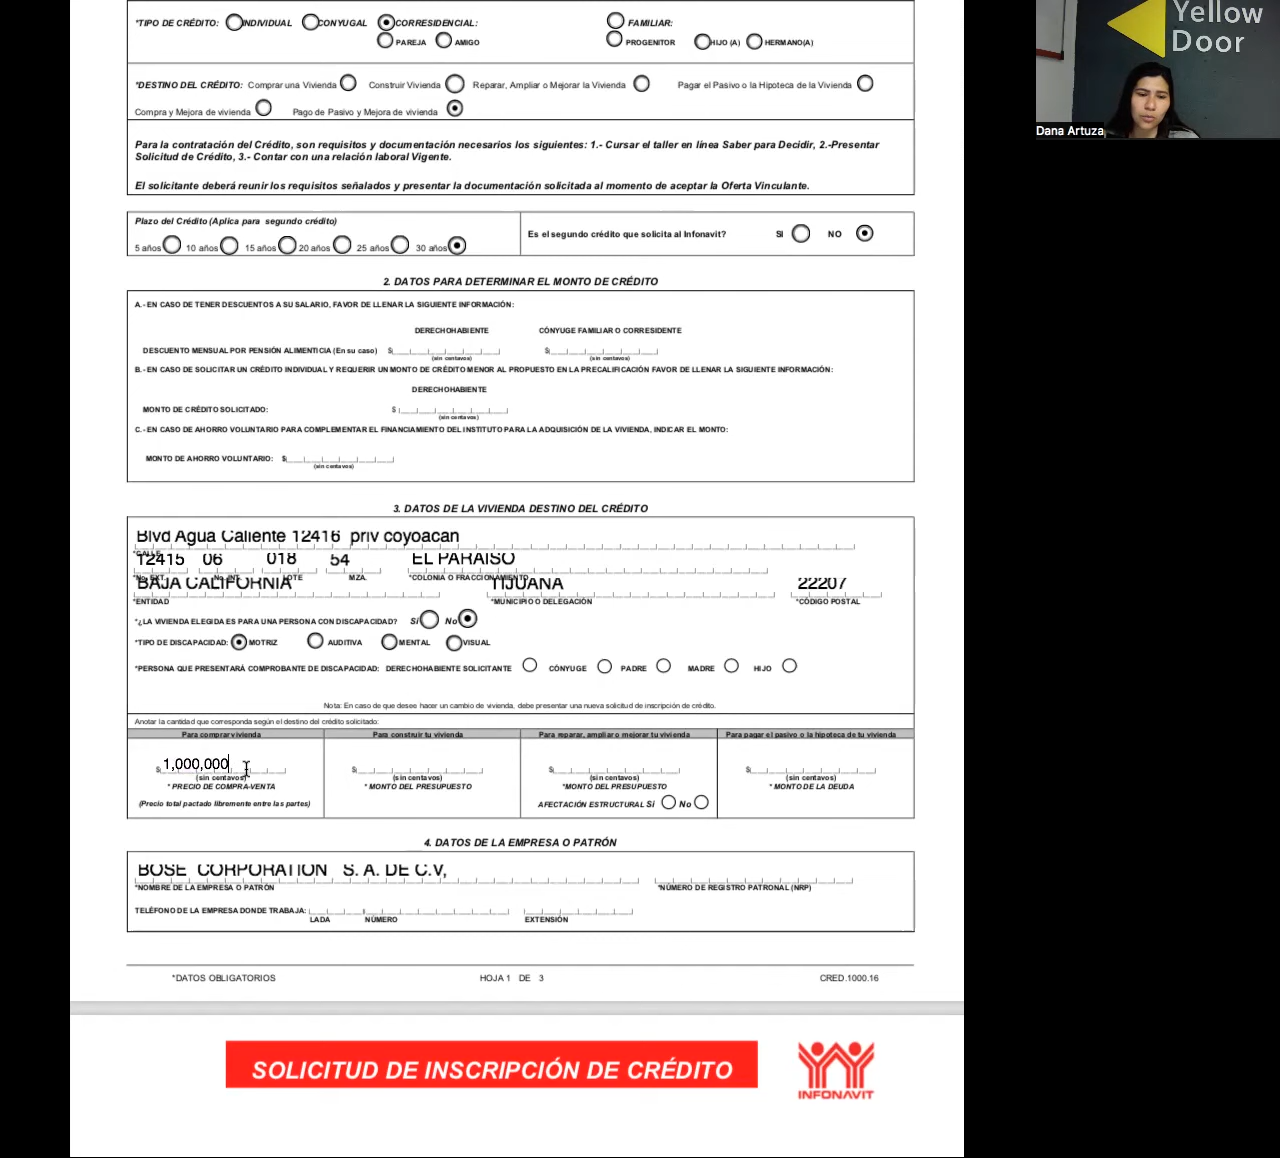 *TIPO DE CRÉDITO: INDIVIDUAL CONYUGAL CORRESIDENCIAL: FAMILIAR:
PAREJA AMIGO PROGENITOR HIJO (A) HERMANO(A)
*DESTINO DEL CRÉDITO: Comprar una Vivienda Construir Vivienda Reparar, Ampliar o Mejorar la Vivienda Pagar el Pasivo o la Hipoteca de la Vivienda
Compra y Mejora de vivienda Pago de Pasivo y Mejora de vivienda
Para la contratación del Crédito, son requisitos y documentación necesarios los siguientes: 1.- Cursar el taller en línea Saber para Decidir, 2.-Presentar
Solicitud de Crédito, 3.- Contar con una relación laboral Vigente.
El solicitante deberá reunir los requisitos señalados y presentar la documentación solicitada al momento de aceptar la Oferta Vinculante.
Plazo del Crédito (Aplica para segundo crédito)
Es el segundo crédito que solicita al Infonavit? SI NO
5 años 10 años 15 años 20 años 25 años 30 años
2. DATOS PARA DETERMINAR EL MONTO DE CRÉDITO
A.- EN CASO DE TENER DESCUENTOS A SU SALARIO, FAVOR DE LLENAR LA SIGUIENTE INFORMACIÓN:
DERECHOHABIENTE CÓNYUGE FAMILIAR O CORRESIDENTE
DESCUENTO MENSUAL POR PENSIÓN ALIMENTICIA (En su caso) $ $
(sin centavos) (sin centavos)
B.- EN CASO DE SOLICITAR UN CRÉDITO INDIVIDUAL Y REQUERIR UN MONTO DE CRÉDITO MENOR AL PROPUESTO EN LA PRECALIFICACIÓN FAVOR DE LLENAR LA SIGUIENTE INFORMACIÓN:
DERECHOHABIENTE
MONTO DE CRÉDITO SOLICITADO: $
(sin centavos)
C.- EN CASO DE AHORRO VOLUNTARIO PARA COMPLEMENTAR EL FINANCIAMIENTO DEL INSTITUTO PARA LA ADQUISICIÓN DE LA VIVIENDA, INDICAR EL MONTO:
MONTO DE AHORRO VOLUNTARIO: $
(sin centavos)
3. DATOS DE LA VIVIENDA DESTINO DEL CRÉDITO
Blvd Agua Caliente 12416 priv coyoacan
*CALLE
12415 06 018 54 EL PARAISO
*No. EXT. No. INT. LOTE MZA. *COLONIA O FRACCIONAMIENTO
BAJA CALIFORNIA TIJUANA 22207
*ENTIDAD *MUNICIPIO O DELEGACIÓN *CÓDIGO POSTAL
*¿LA VIVIENDA ELEGIDA ES PARA UNA PERSONA CON DISCAPACIDAD? Sí No
*TIPO DE DISCAPACIDAD: MOTRIZ AUDITIVA MENTAL VISUAL
*PERSONA QUE PRESENTARÁ COMPROBANTE DE DISCAPACIDAD: DERECHOHABIENTE SOLICITANTE CÓNYUGE PADRE MADRE HIJO
Nota: En caso de que desee hacer un cambio de vivienda, debe presentar una nueva solicitud de inscripción de crédito.
Anotar la cantidad que corresponda según el destino del crédito solicitado:
Para comprar vivienda Para construir tu vivienda Para reparar, ampliar o mejorar tu vivienda Para pagar el pasivo o la hipoteca de tu vivienda
$ 1,000,000 $ $ $
(sin centavos) (sin centavos) (sin centavos) (sin centavos)
* PRECIO DE COMPRA-VENTA * MONTO DEL PRESUPUESTO *MONTO DEL PRESUPUESTO * MONTO DE LA DEUDA
(Precio total pactado libremente entre las partes) AFECTACIÓN ESTRUCTURAL Sí No
4. DATOS DE LA EMPRESA O PATRÓN
BOSE CORPORATION S. A. DE C.V,
*NOMBRE DE LA EMPRESA O PATRÓN *NÚMERO DE REGISTRO PATRONAL (NRP)
TELÉFONO DE LA EMPRESA DONDE TRABAJA:
LADA NÚMERO EXTENSIÓN
*DATOS OBLIGATORIOS HOJA 1 DE 3 CRED.1000.16
SOLICITUD DE INSCRIPCIÓN DE CRÉDITO
INFONAVIT
Yellow
Door
Dana Artuza